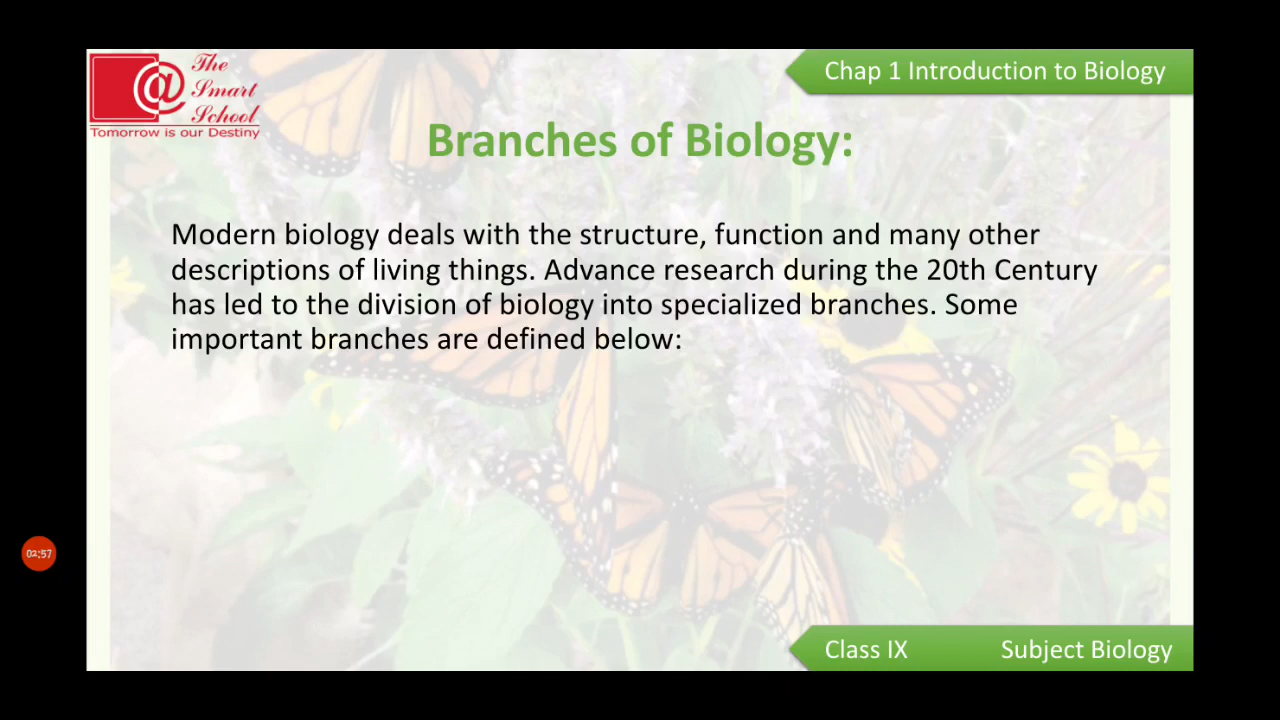 The
Smart
School
Tomorrow is our Destiny
Chap 1 Introduction to Biology
Branches of Biology:
Modern biology deals with the structure, function and many other
descriptions of living things. Advance research during the 20th Century
has led to the division of biology into specialized branches. Some
important branches are defined below:
02:57
Class IX Subject Biology